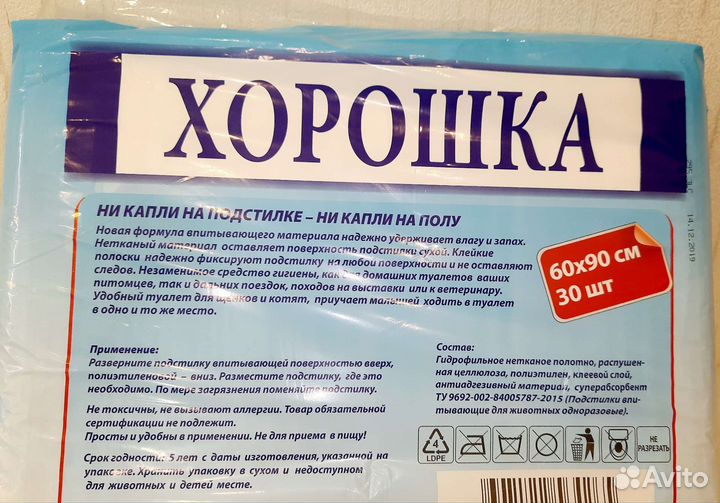 ХОРОШКА
НИ КАПЛИ НА ПОДСТИЛКЕ – НИ КАПЛИ НА ПОЛУ
Новая формула впитывающего материала надежно удерживает влагу и запах.
Нетканый материал оставляет поверхность подстилки сухой. Клейкие
полоски надежно фиксируют подстилку на любой поверхности и не оставляют
следов. Незаменимое средство гигиены, как для домашних туалетов ваших
питомцев, так и дальних поездок, походов на выставки или к ветеринару.
Удобный туалет для щенков и котят, приучает малышей ходить в туалет
в одно и то же место.
60х90 см
30 шт
14.12.2019
Применение:
Разверните подстилку впитывающей поверхностью вверх,
полиэтиленовой – вниз. Разместите подстилку, где это
необходимо. По мере загрязнения поменяйте подстилку.
Не токсичны, не вызывают аллергии. Товар обязательной
сертификации не подлежит.
Просты и удобны в применении. Не для приема в пищу!
Срок годности: 5 лет с даты изготовления, указанной на
упаковке. Хранить упаковку в сухом и недоступном
для животных и детей месте.
Состав:
Гидрофильное нетканое полотно, распушен-
ная целлюлоза, полиэтилен, клеевой слой,
антиадгезивный материал, суперабсорбент
ТУ 9692-002-84005787-2015 (Подстилки впи-
тывающие для животных одноразовые).
4
LDPE
НЕ
РАЗРЕЗАТЬ
Avito